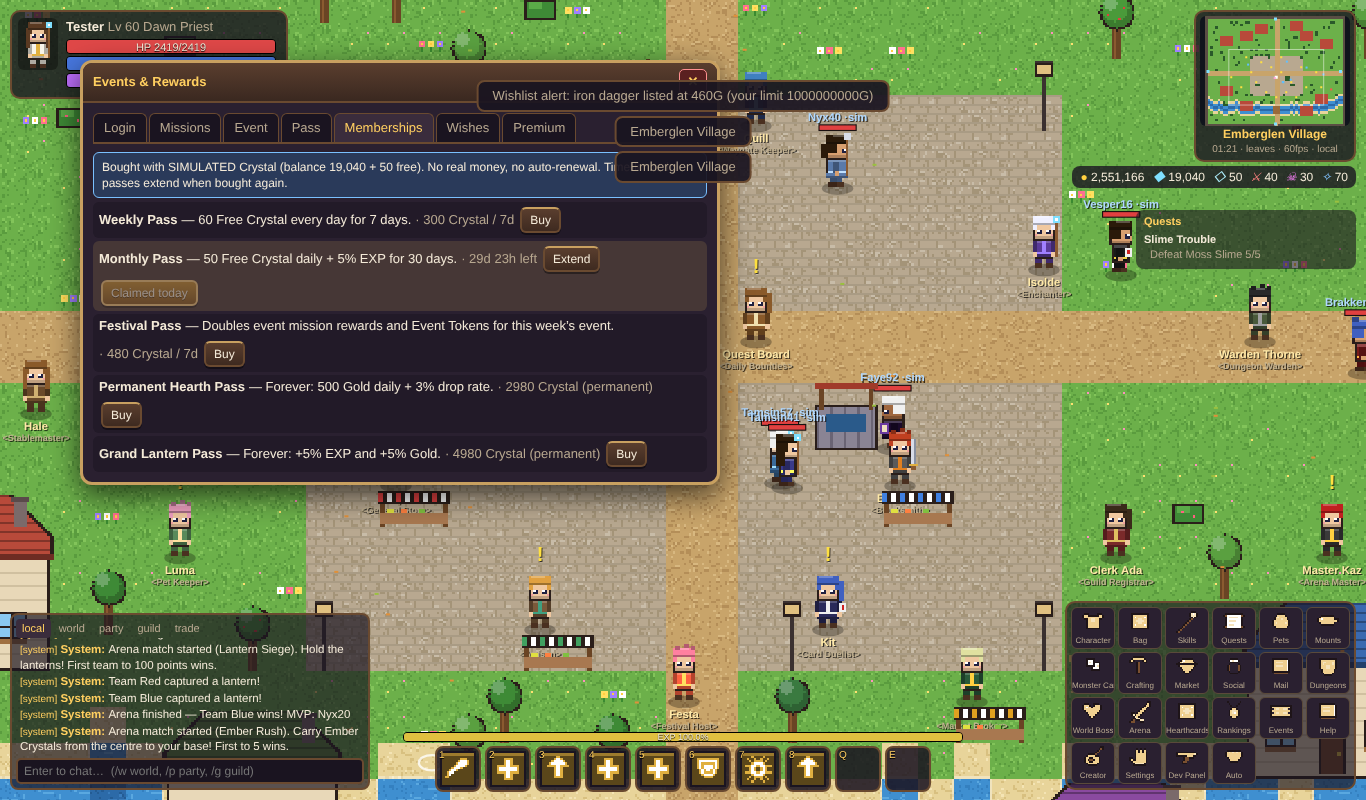 Tester Lv 60 Dawn Priest
HP 2419/2419
Events & Rewards
Wishlist alert: iron dagger listed at 460G (your limit 1000000000G)
Emberglen Village
Emberglen Village
Login
Missions
Event
Pass
Memberships
Wishes
Premium
Bought with SIMULATED Crystal (balance 19,040 + 50 free). No real money, no auto-renewal.
passes extend when bought again.
Weekly Pass — 60 Free Crystal every day for 7 days. · 300 Crystal / 7d
Buy
Monthly Pass — 50 Free Crystal daily + 5% EXP for 30 days. · 29d 23h left
Extend
Claimed today
Festival Pass — Doubles event mission rewards and Event Tokens for this week's event.
· 480 Crystal / 7d
Buy
Permanent Hearth Pass — Forever: 500 Gold daily + 3% drop rate. · 2980 Crystal (permanent)
Buy
Grand Lantern Pass — Forever: +5% EXP and +5% Gold. · 4980 Crystal (permanent)
Buy
Emberglen Village
01:21 · leaves · 60fps · local
2,551,166
19,040
50
40
30
70
Quests
Slime Trouble
Defeat Moss Slime 5/5
Nyx40 ·sim
Vesper16 ·sim
Isolde
<Enchanter>
Quest Board
<Daily Bounties>
Warden Thorne
<Dungeon Warden>
Brakker
Hale
<Stablemaster>
Faye92 ·sim
Tamsin41 ·sim
Luma
<Pet Keeper>
Clerk Ada
<Guild Registrar>
Master Kaz
<Arena Master>
Kit
<Card Duelist>
Festa
<Festival Host>
local
world
party
guild
trade
[system] System: Arena match started (Lantern Siege). Hold the
lanterns! First team to 100 points wins.
[system] System: Team Red captured a lantern!
[system] System: Team Blue captured a lantern!
[system] System: Arena finished — Team Blue wins! MVP: Nyx20
[system] System: Arena match started (Ember Rush). Carry Ember
Crystals from the centre to your base! First to 5 wins.
Enter to chat… (/w world, /p party, /g guild)
EXP 100.0%
1
2
3
4
5
6
7
8
Q
E
Character
Bag
Skills
Quests
Pets
Mounts
Monster Ca
Crafting
Market
Social
Mail
Dungeons
World Boss
Arena
Hearthcards
Rankings
Events
Help
Creator
Settings
Dev Panel
Auto